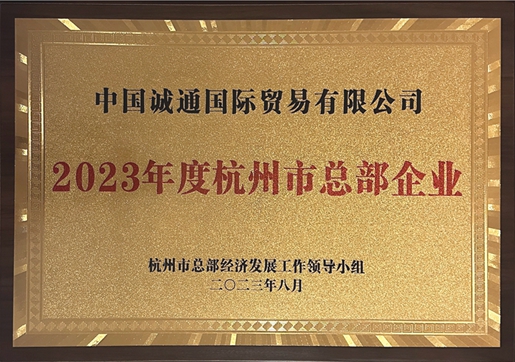 中国诚通国际贸易有限公司
2023年度杭州市总部企业
杭州市总部经济发展工作领导小组
二〇二三年八月